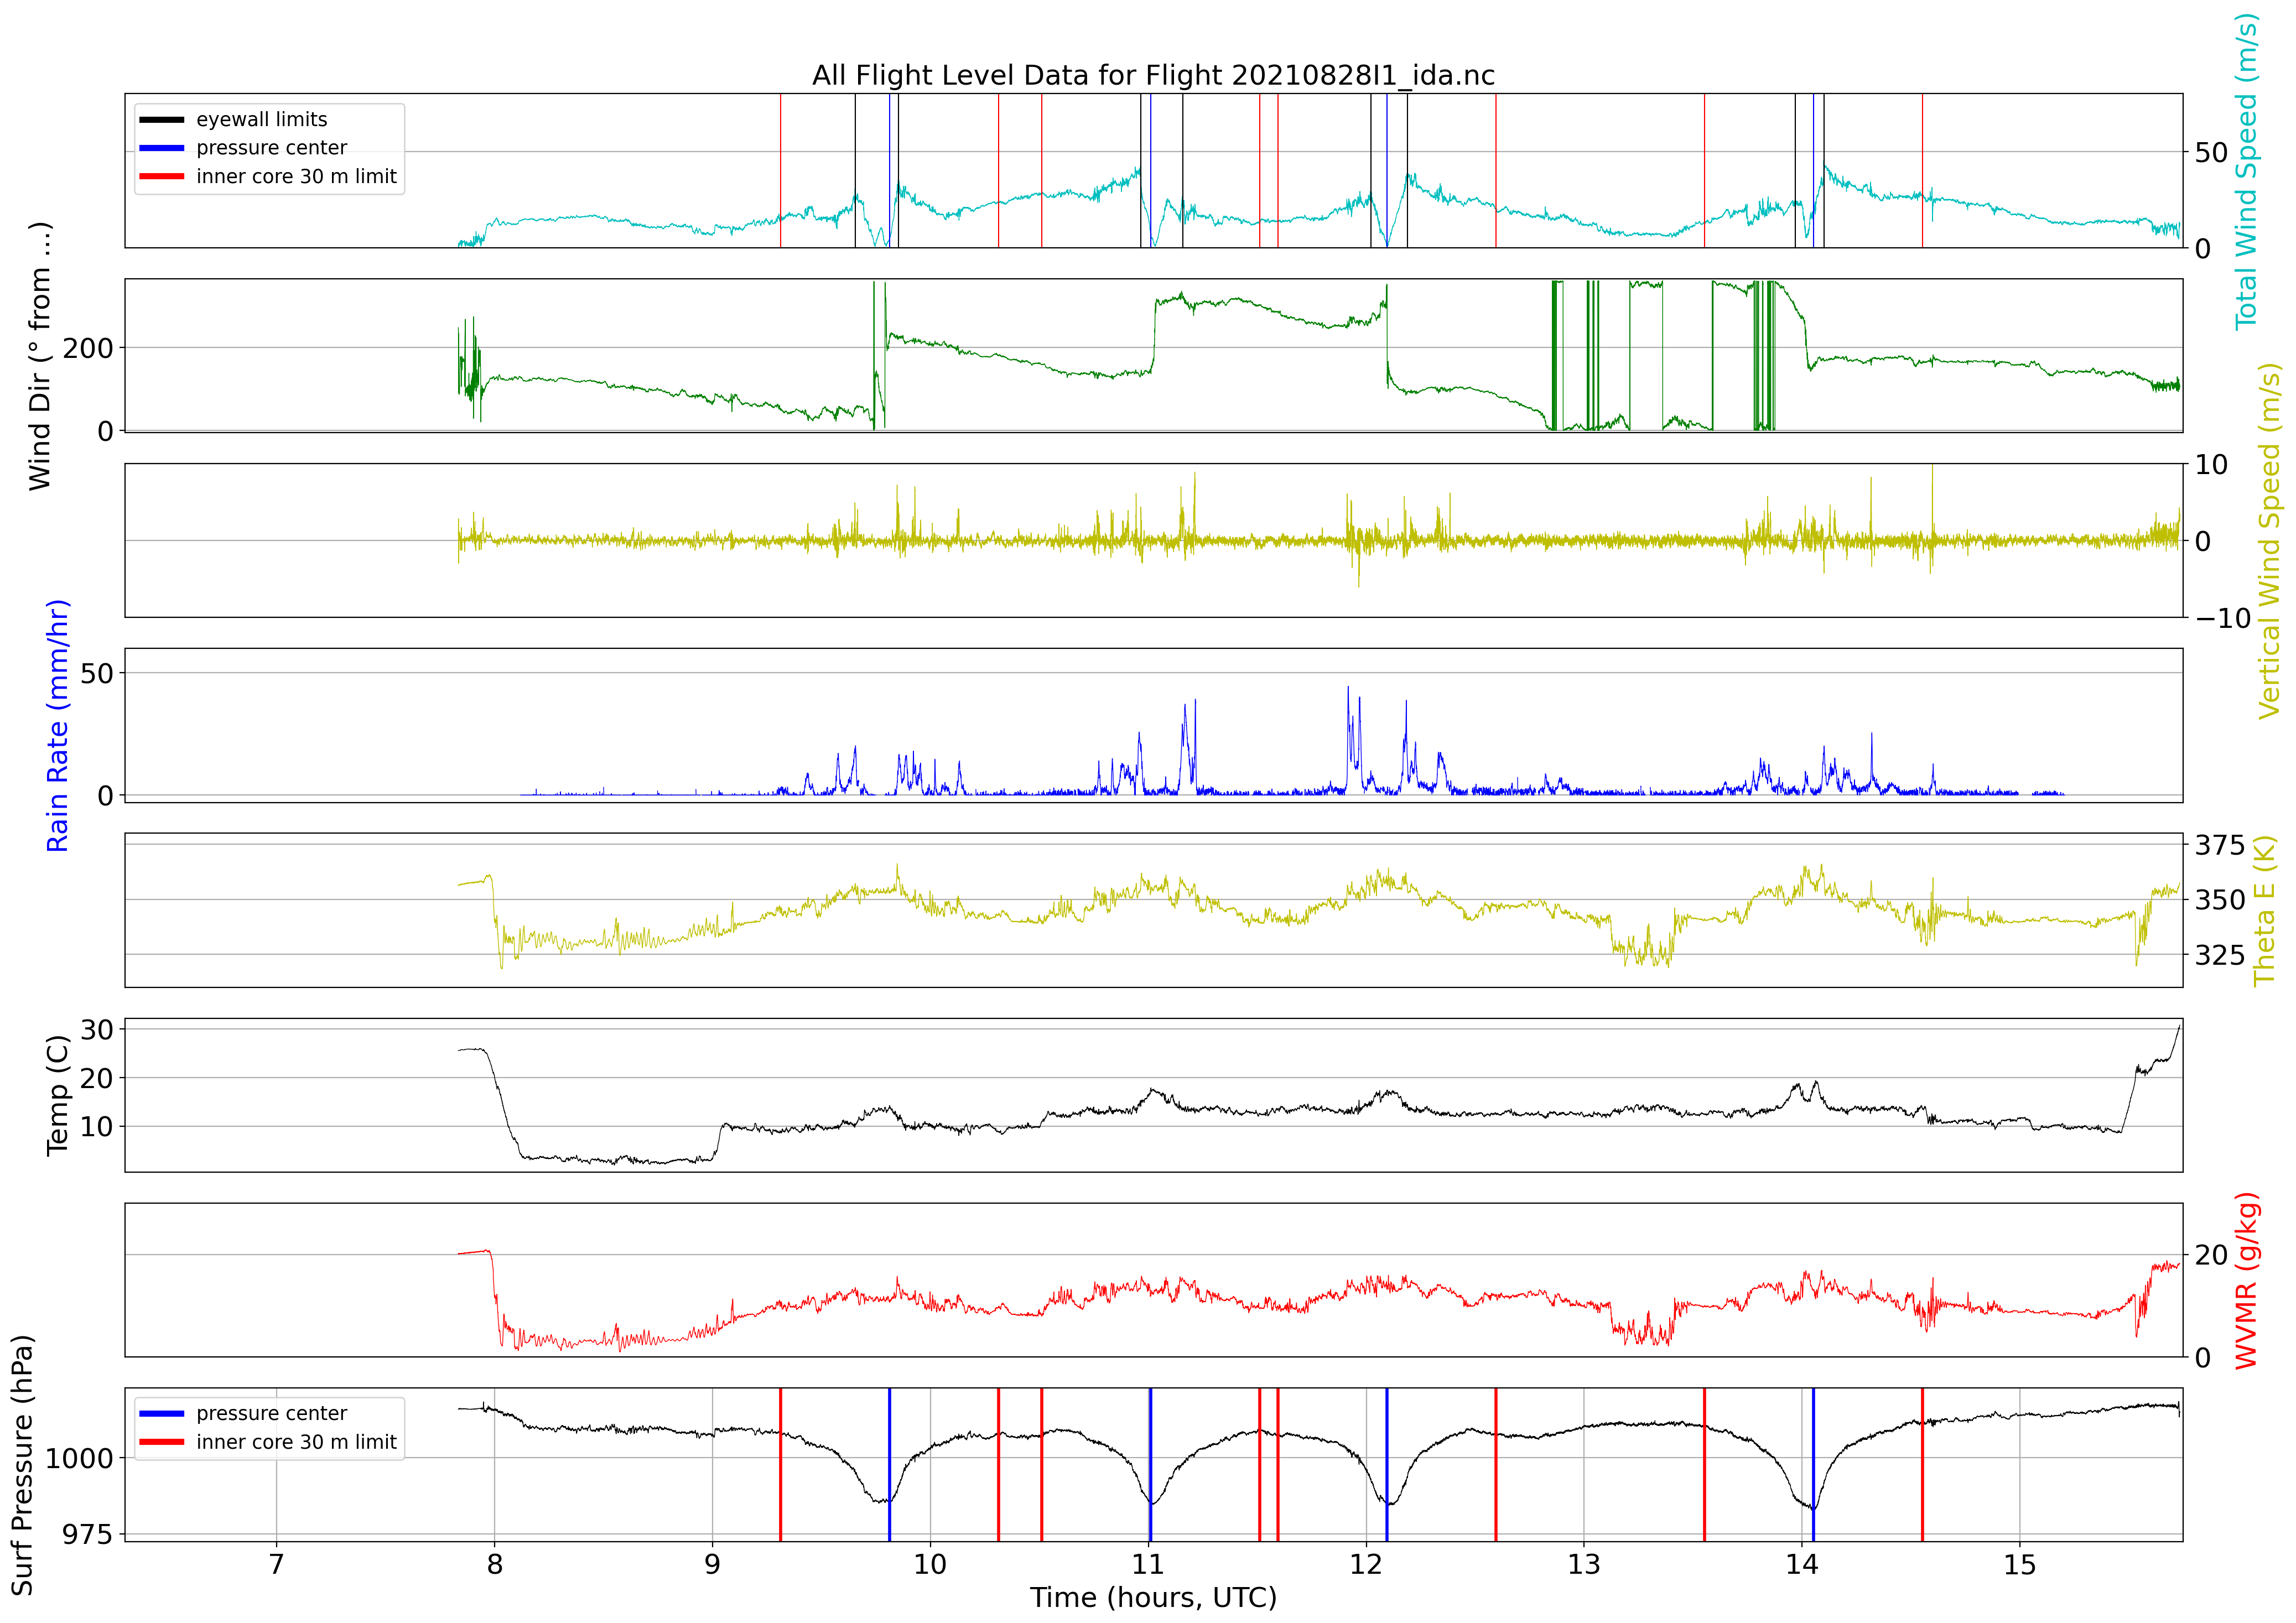 All Flight Level Data for Flight 20210828I1_ida.nc
eyewall limits
pressure center
inner core 30 m limit
50
0
Total Wind Speed (m/s)
Wind Dir (° from ...)
200
0
10
0
−10
Vertical Wind Speed (m/s)
Rain Rate (mm/hr)
50
0
375
350
325
Theta E (K)
Temp (C)
30
20
10
20
0
WVMR (g/kg)
Surf Pressure (hPa)
pressure center
inner core 30 m limit
1000
975
7 8 9 10 11 12 13 14 15
Time (hours, UTC)